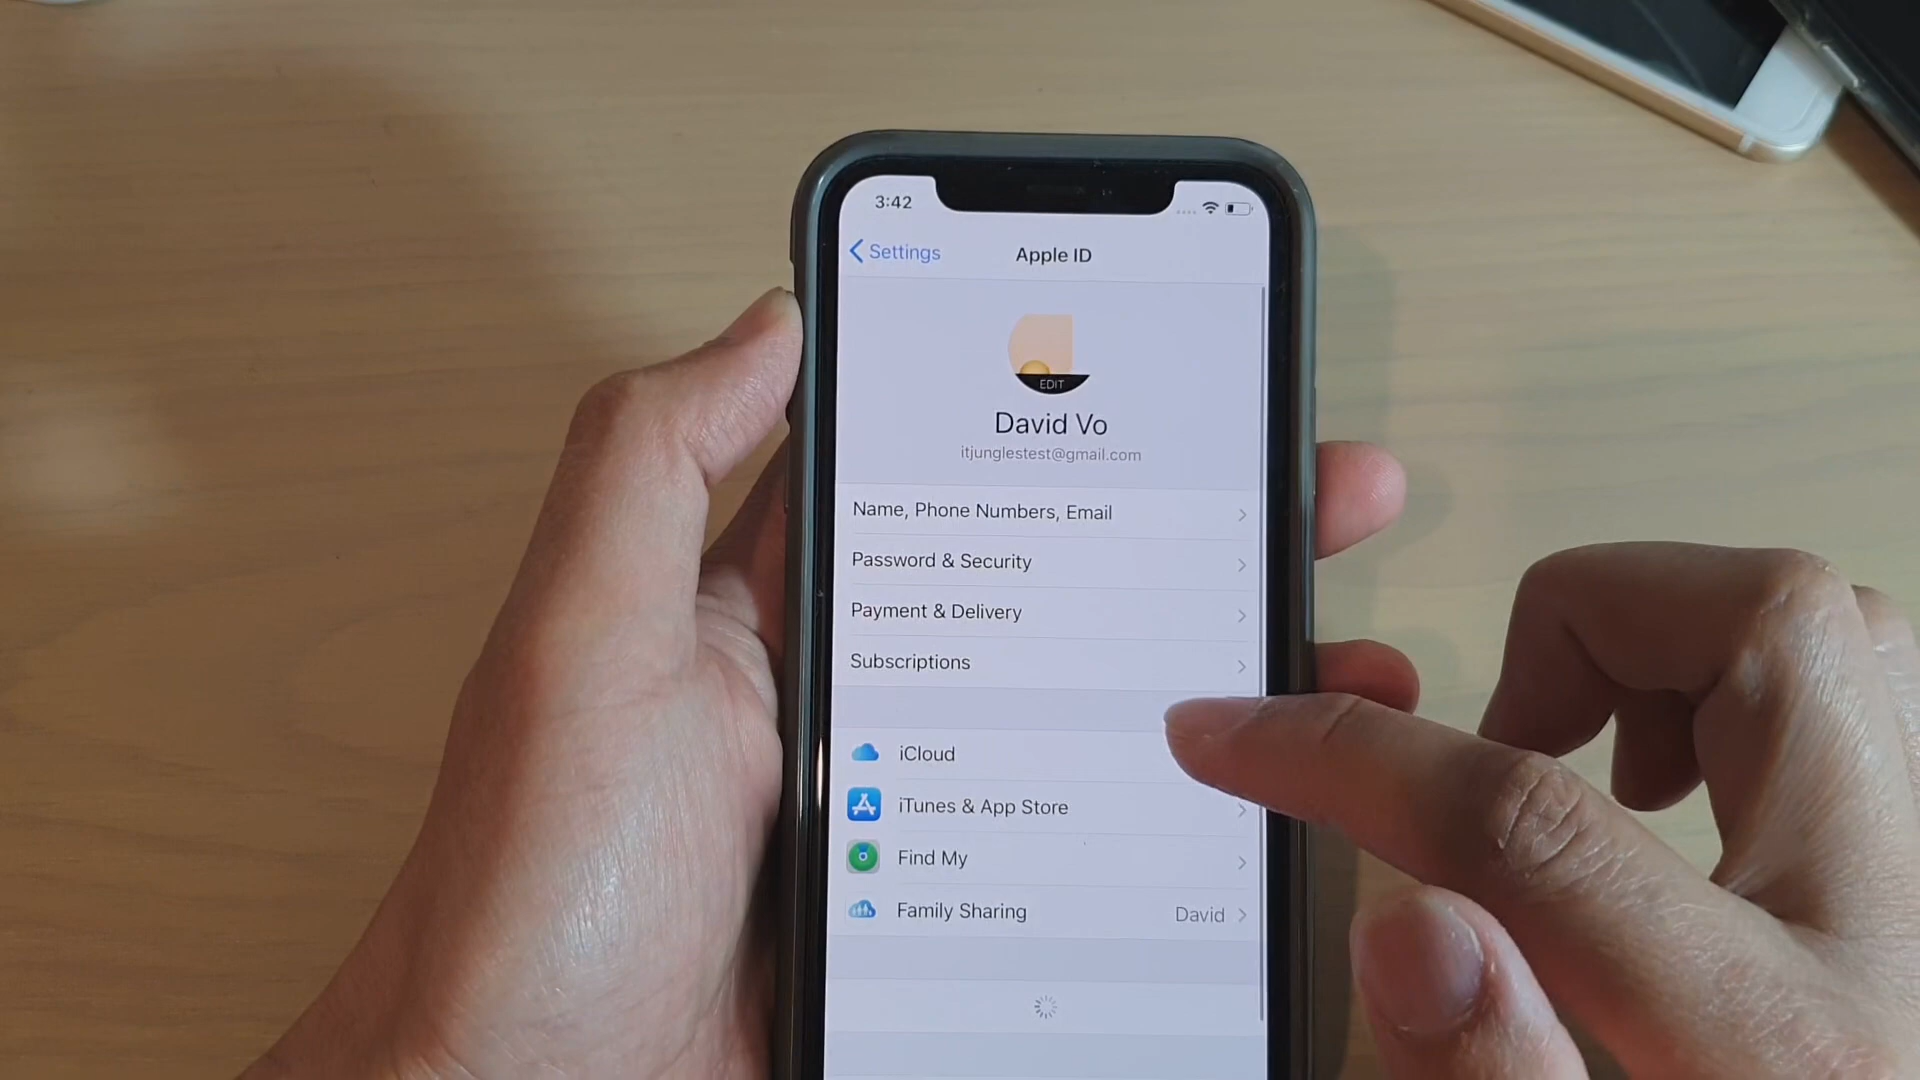 3:42
Settings
Apple ID
EDIT
David Vo
itjunglestest@gmail.com
Name, Phone Numbers, Email
Password & Security
Payment & Delivery
Subscriptions
iCloud
iTunes & App Store
Find My
Family Sharing David